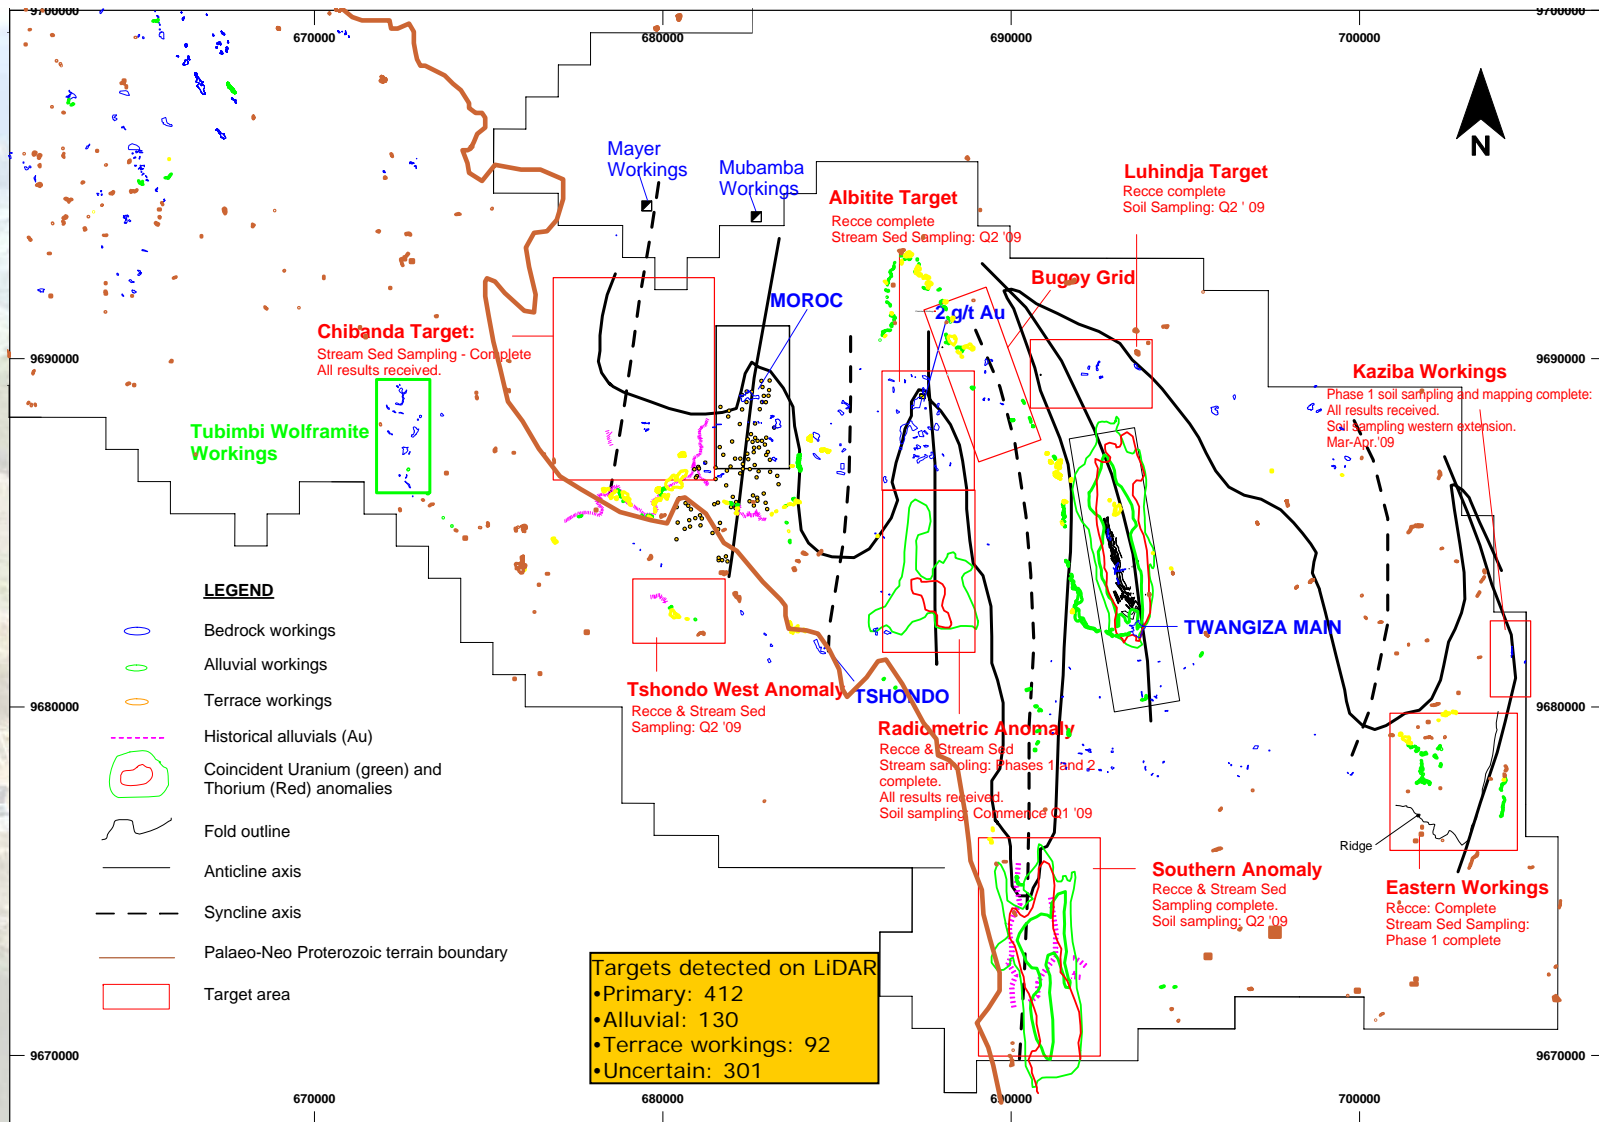 9700000
9700000
670000
680000
690000
700000
N
Mayer
Workings
Mubamba
Workings
Albitite Target
Recce complete
Stream Sed Sampling: Q2 '09
Luhindja Target
Recce complete
Soil Sampling: Q2 ' 09
Bugoy Grid
MOROC
2 g/t Au
Chibanda Target:
Stream Sed Sampling - Complete
All results received.
9690000
9690000
Kaziba Workings
Phase 1 soil sampling and mapping complete:
All results received.
Soil sampling western extension.
Mar-Apr.'09
Tubimbi Wolframite
Workings
LEGEND
Bedrock workings
Alluvial workings
Terrace workings
Historical alluvials (Au)
Coincident Uranium (green) and
Thorium (Red) anomalies
Fold outline
Anticline axis
Syncline axis
Palaeo-Neo Proterozoic terrain boundary
Target area
TWANGIZA MAIN
Tshondo West Anomaly
Recce & Stream Sed
Sampling: Q2 '09
TSHONDO
9680000
9680000
Radiometric Anomaly
Recce & Stream Sed
Stream sampling: Phases 1 and 2
complete.
All results received.
Soil sampling: Commence Q1 '09
Ridge
Southern Anomaly
Recce & Stream Sed
Sampling complete.
Soil sampling: Q2 '09
Eastern Workings
Recce: Complete
Stream Sed Sampling:
Phase 1 complete
Targets detected on LiDAR
•Primary: 412
•Alluvial: 130
•Terrace workings: 92
•Uncertain: 301
9670000
9670000
670000
680000
690000
700000